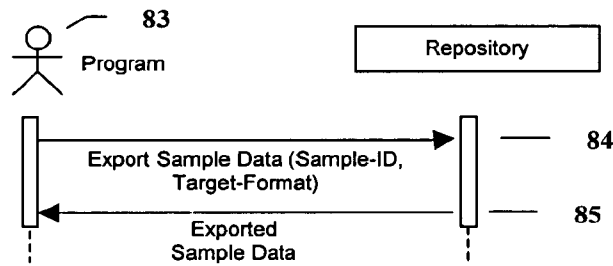 83
Program
Repository
84
Export Sample Data (Sample-ID,
Target-Format)
85
Exported
Sample Data